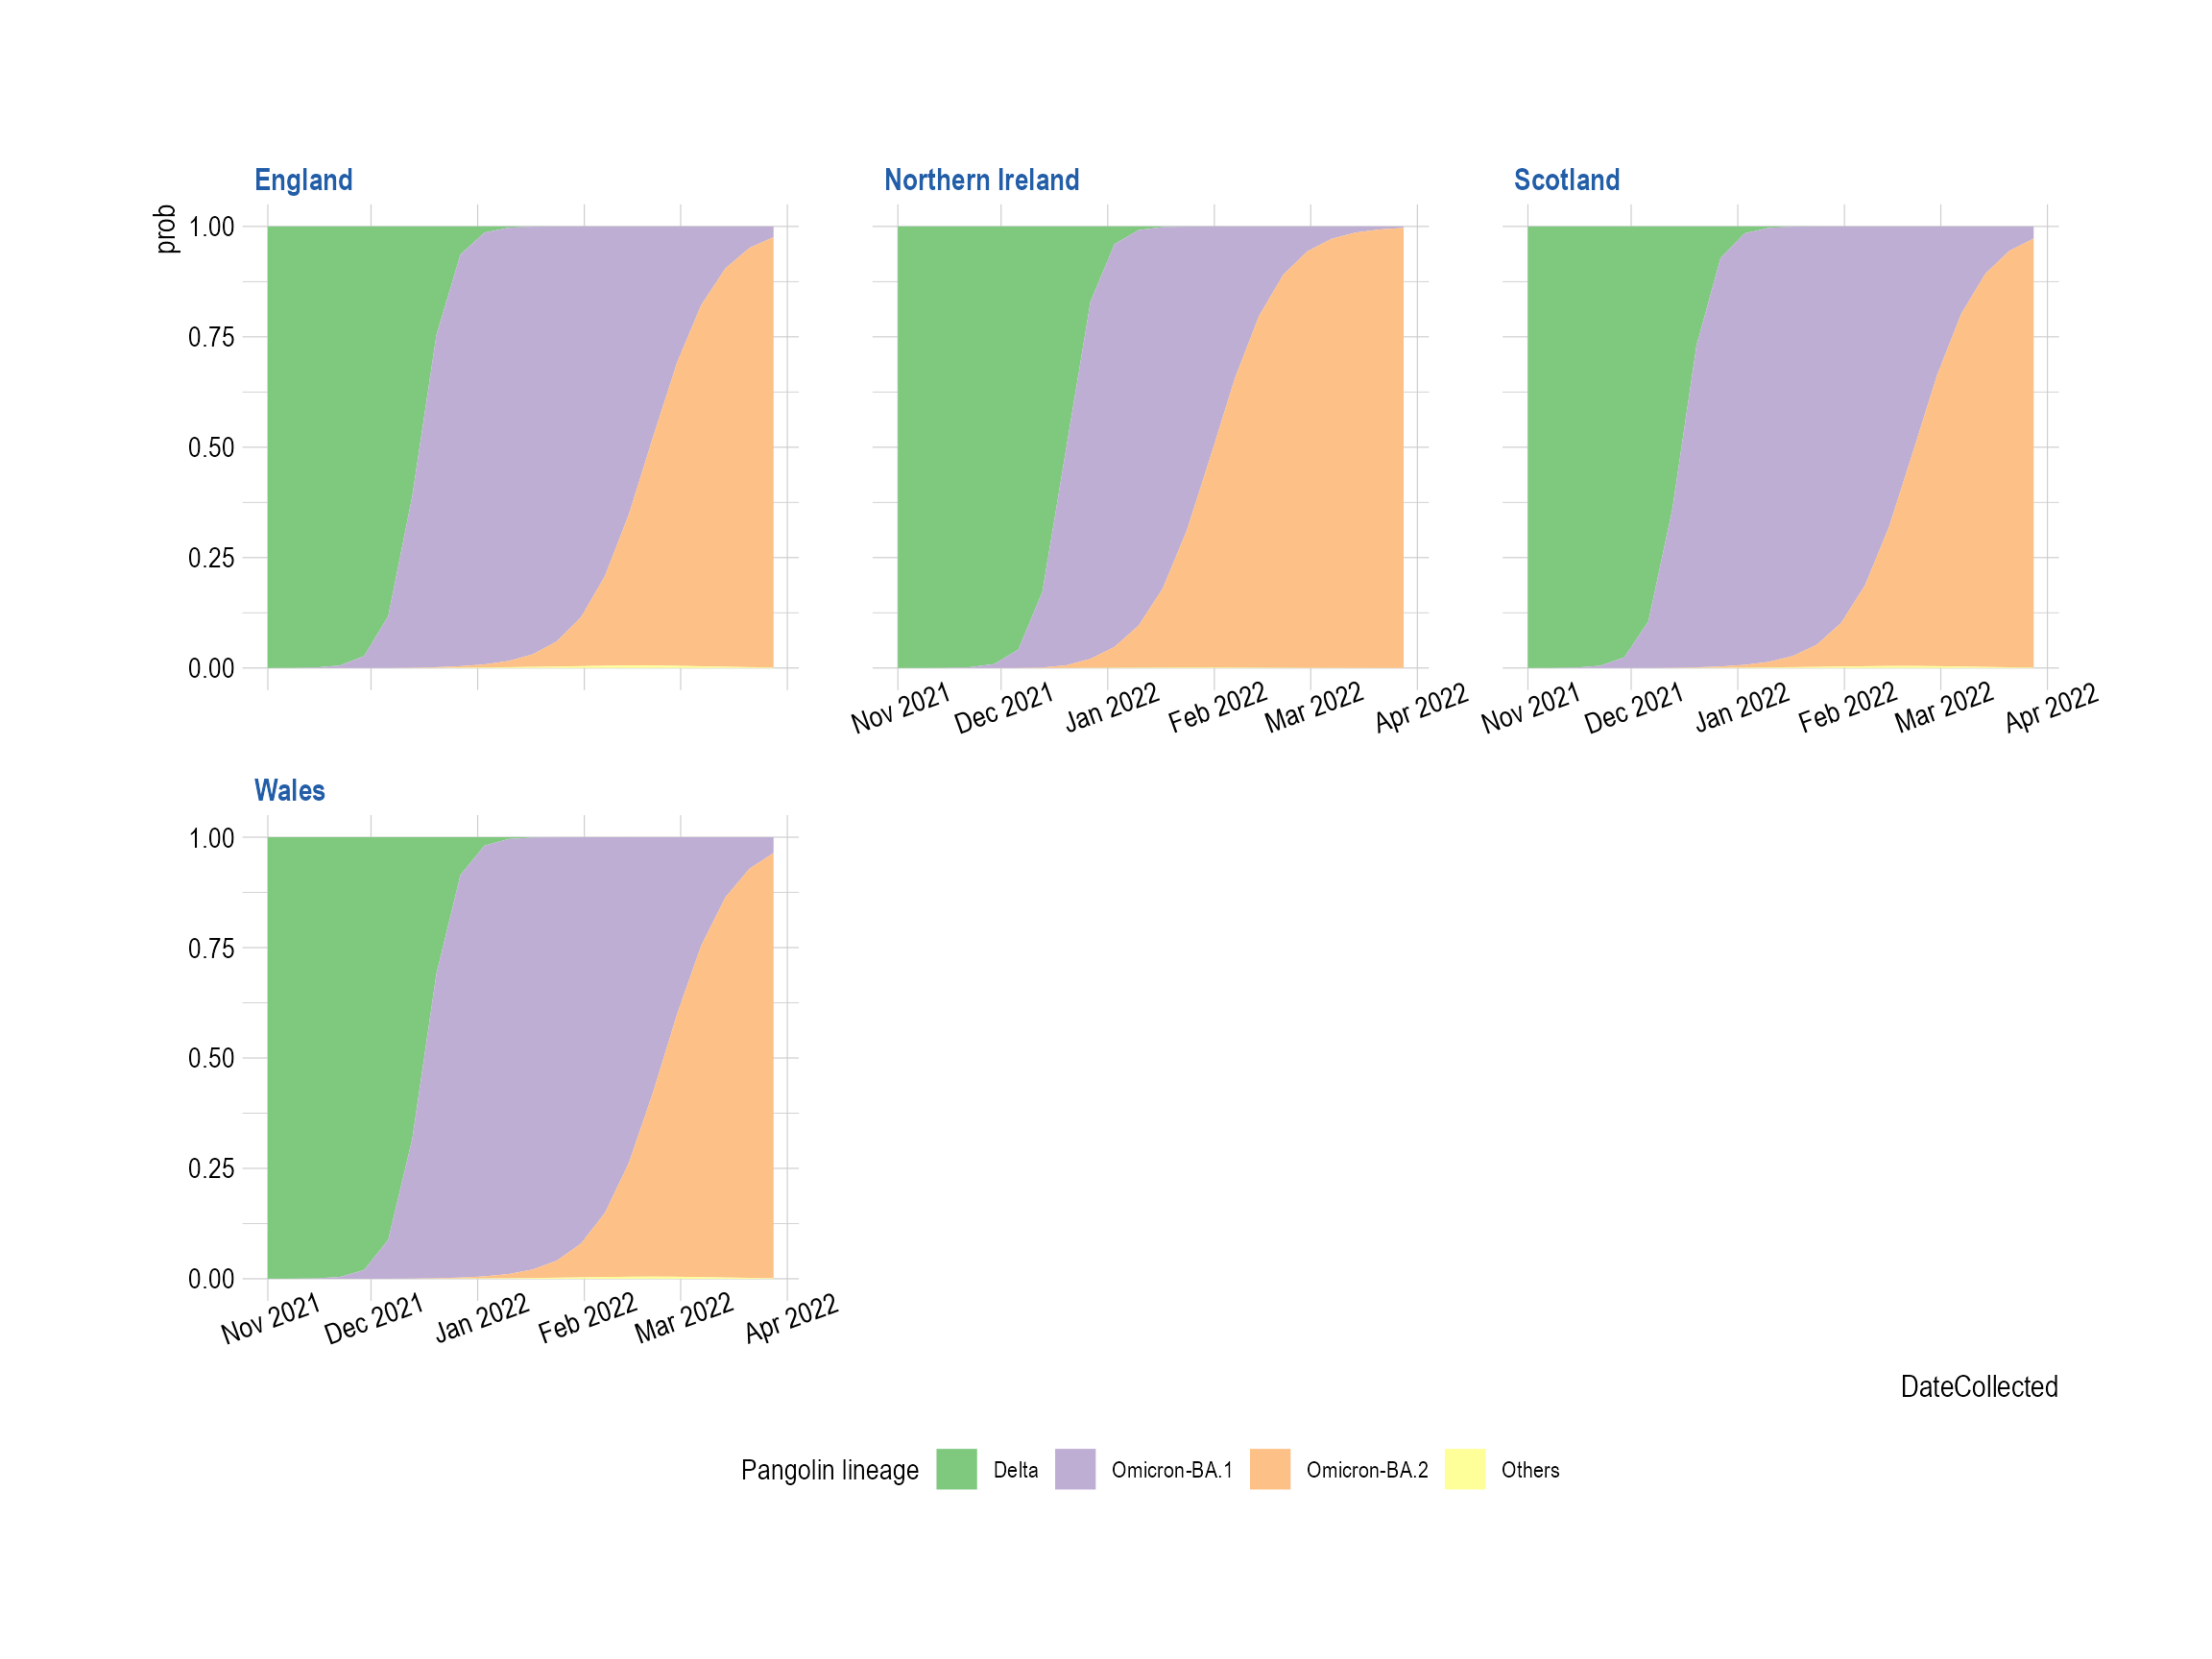 England
Northern Ireland
Scotland
prob
1.00
0.75
0.50
0.25
0.00
Nov 2021 Dec 2021 Jan 2022 Feb 2022 Mar 2022 Apr 2022
Nov 2021 Dec 2021 Jan 2022 Feb 2022 Mar 2022 Apr 2022
Wales
1.00
0.75
0.50
0.25
0.00
Nov 2021 Dec 2021 Jan 2022 Feb 2022 Mar 2022 Apr 2022
DateCollected
Pangolin lineage Delta Omicron-BA.1 Omicron-BA.2 Others